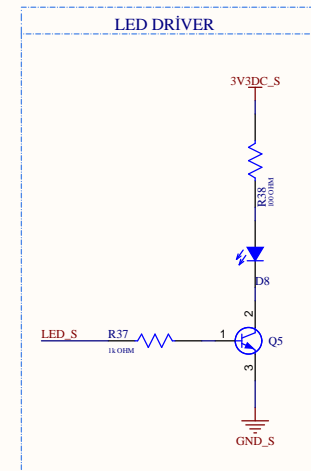 LED DRİVER
3V3DC_S
R38
100 OHM
D8
2
LED_S
R37
1
Q5
1k OHM
3
GND_S